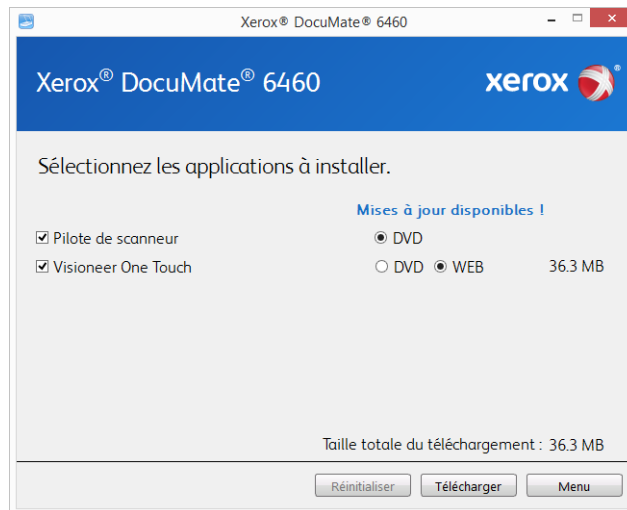 Xerox® DocuMate® 6460
Xerox® DocuMate® 6460
xerox ®
Sélectionnez les applications à installer.
Mises à jour disponibles !
Pilote de scanneur DVD
Visioneer One Touch DVD WEB 36.3 MB
Taille totale du téléchargement : 36.3 MB
Réinitialiser Télécharger Menu